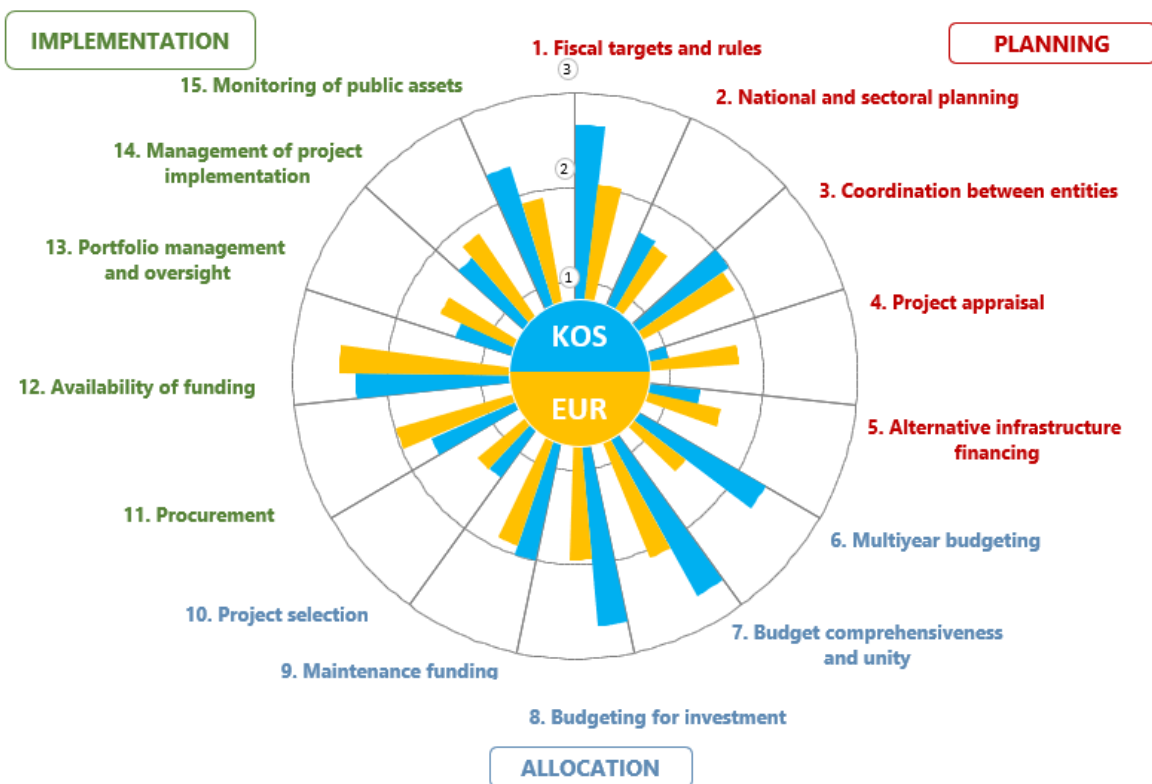 IMPLEMENTATION
PLANNING
1. Fiscal targets and rules
3
15. Monitoring of public assets
2. National and sectoral planning
14. Management of project
implementation
2
3. Coordination between entities
13. Portfolio management
and oversight
1
4. Project appraisal
KOS
12. Availability of funding
EUR
5. Alternative infrastructure
financing
11. Procurement
6. Multiyear budgeting
10. Project selection
7. Budget comprehensiveness
and unity
9. Maintenance funding
8. Budgeting for investment
ALLOCATION